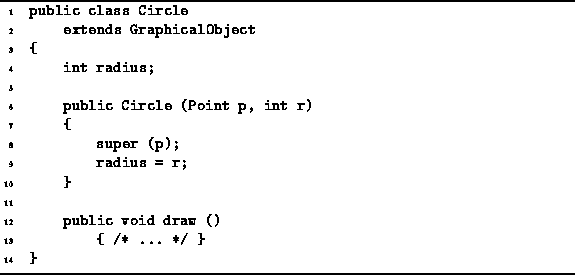 1 public class Circle
2 extends GraphicalObject
3 {
4 int radius;
5
6 public Circle (Point p, int r)
7 {
8 super (p);
9 radius = r;
10 }
11
12 public void draw ()
13 { /* ... */ }
14 }